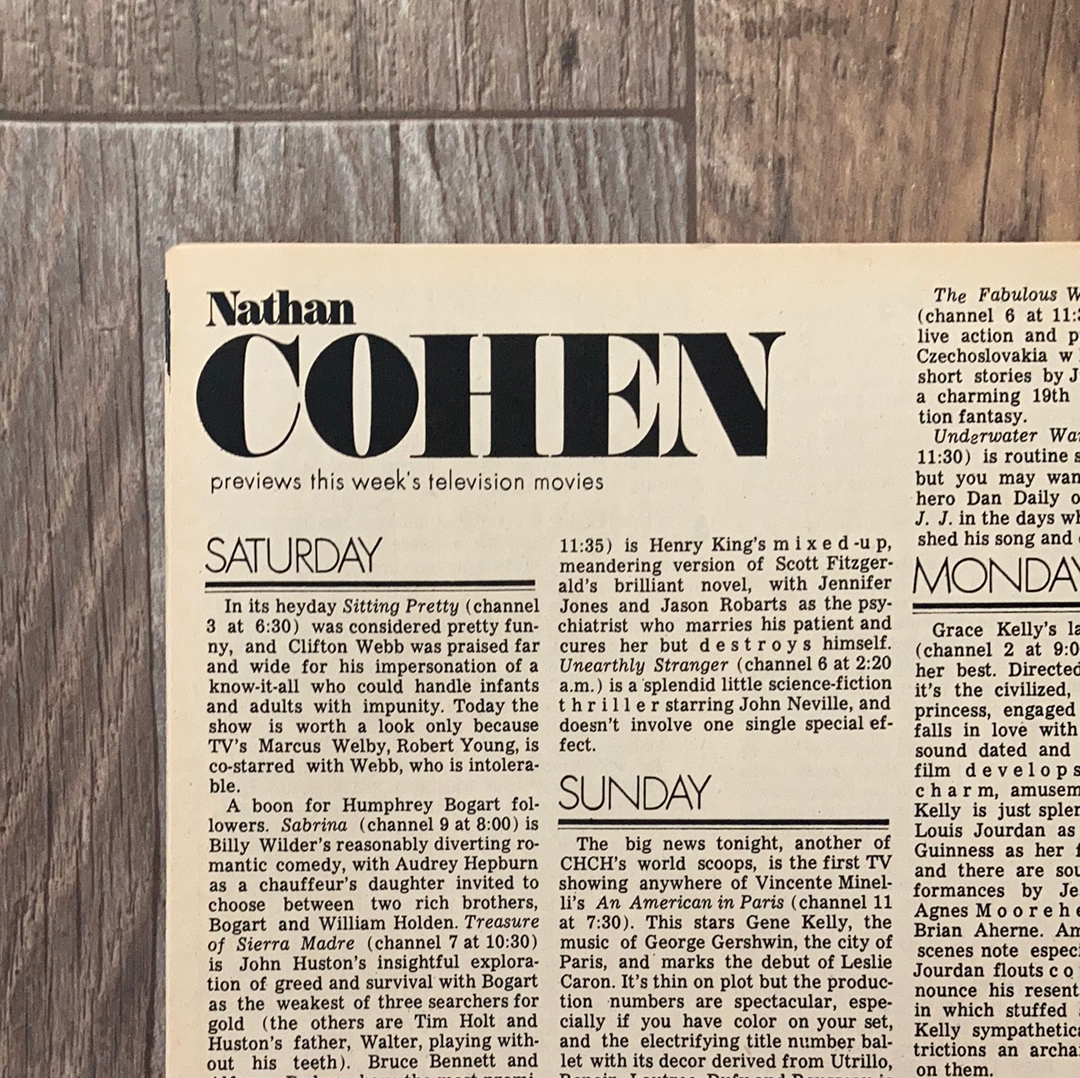 Nathan
COHEN
previews this week's television movies
SATURDAY
In its heyday Sitting Pretty (channel
3 at 6:30) was considered pretty fun-
ny, and Clifton Webb was praised far
and wide for his impersonation of a
know-it-all who could handle infants
and adults with impunity. Today the
show is worth a look only because
TV's Marcus Welby, Robert Young, is
co-starred with Webb, who is intolera-
ble.
A boon for Humphrey Bogart fol-
lowers. Sabrina (channel 9 at 8:00) is
Billy Wilder's reasonably diverting ro-
mantic comedy, with Audrey Hepburn
as a chauffeur's daughter invited to
choose between two rich brothers,
Bogart and William Holden. Treasure
of Sierra Madre (channel 7 at 10:30)
is John Huston's insightful explora-
tion of greed and survival with Bogart
as the weakest of three searchers for
gold (the others are Tim Holt and
Huston's father, Walter, playing with-
out his teeth). Bruce Bennett and
11:35) is Henry King's mixed-up,
meandering version of Scott Fitzger-
ald's brilliant novel, with Jennifer
Jones and Jason Robarts as the psy-
chiatrist who marries his patient and
cures her but destroys himself.
Unearthly Stranger (channel 6 at 2:20
a.m.) is a splendid little science-fiction
thriller starring John Neville, and
doesn't involve one single special ef-
fect.
SUNDAY
The big news tonight, another of
CHCH's world scoops, is the first TV
showing anywhere of Vincente Minel-
li's An American in Paris (channel 11
at 7:30). This stars Gene Kelly, the
music of George Gershwin, the city of
Paris, and marks the debut of Leslie
Caron. It's thin on plot but the produc-
tion numbers are spectacular, espe-
cially if you have color on your set,
and the electrifying title number bal-
let with its decor derived from Utrillo,
The Fabulous
(channel 6 at
live action and
Czechoslovakia
short stories by
a charming 19th
tion fantasy.
Underwater
11:30) is routine
but you may
hero Dan Daily
J. J. in the days
shed his song and
MONDAY
Grace Kelly's
(channel 2 at
her best. Directed
it's the civilized,
princess, engaged
falls in love with
sound dated and
film develops
charm,
Kelly is just
Louis Jourdan as
Guinness as her
and there are
formances by
Agnes
Brian Aherne.
scenes note
Jourdan flouts
nounce his
in which stuffed
Kelly
trictions an
on them.